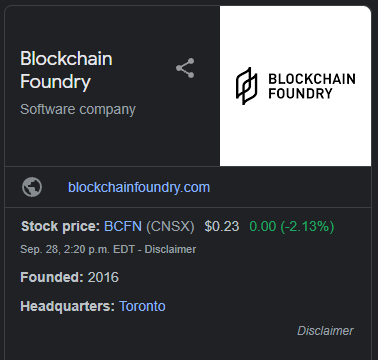 Blockchain
Foundry
Software company
BLOCKCHAIN
FOUNDRY
blockchainfoundry.com
Stock price: BCFN (CNSX) $0.23 0.00 (-2.13%)
Sep. 28, 2:20 p.m. EDT - Disclaimer
Founded: 2016
Headquarters: Toronto
Disclaimer